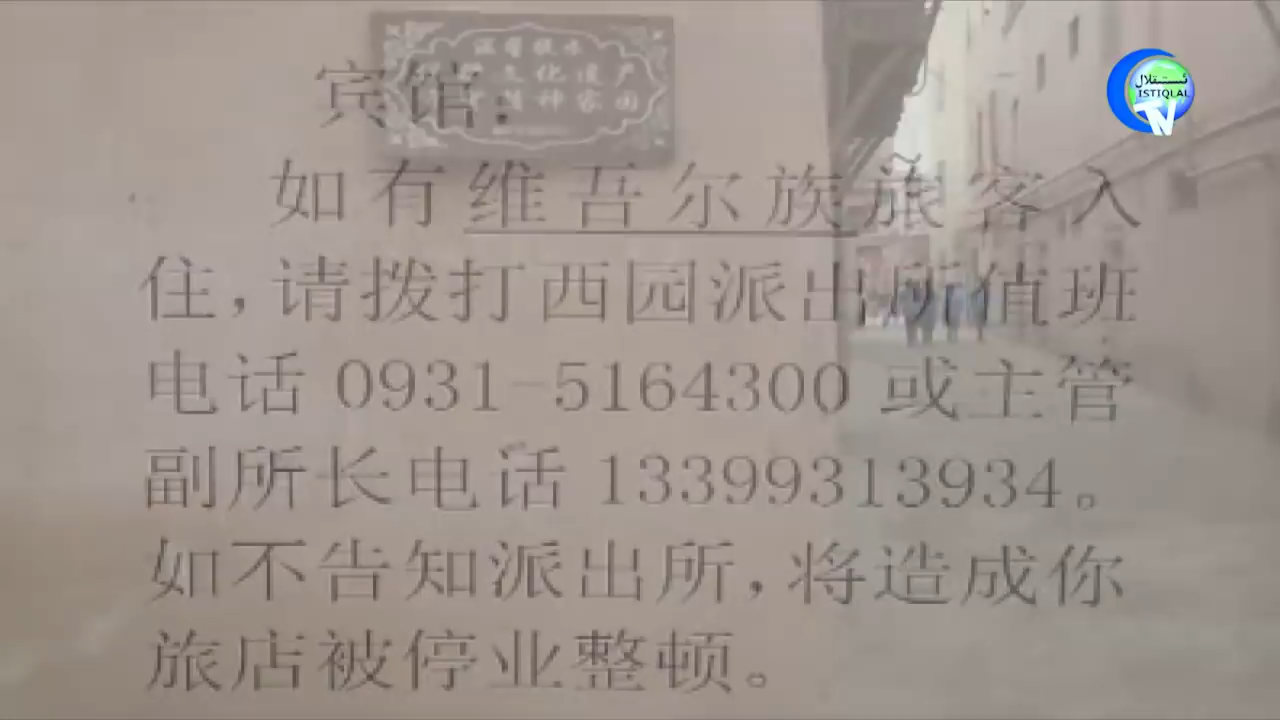 宾馆：
如有维吾尔族旅客入
住，请拨打西园派出所值班
电话 0931-5164300 或主管
副所长电话 13399313934。
如不告知派出所，将造成你
旅店被停业整顿。
ئىستىقلال
ISTIQLAL
TV